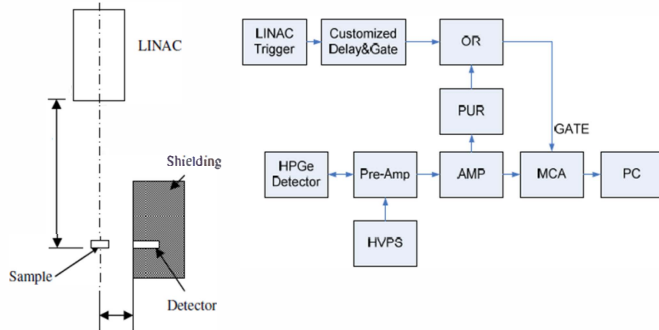 LINAC
Shielding
Sample
Detector
LINAC
Trigger
Customized
Delay&Gate
OR
PUR
GATE
HPGe
Detector
Pre-Amp
AMP
MCA
PC
HVPS